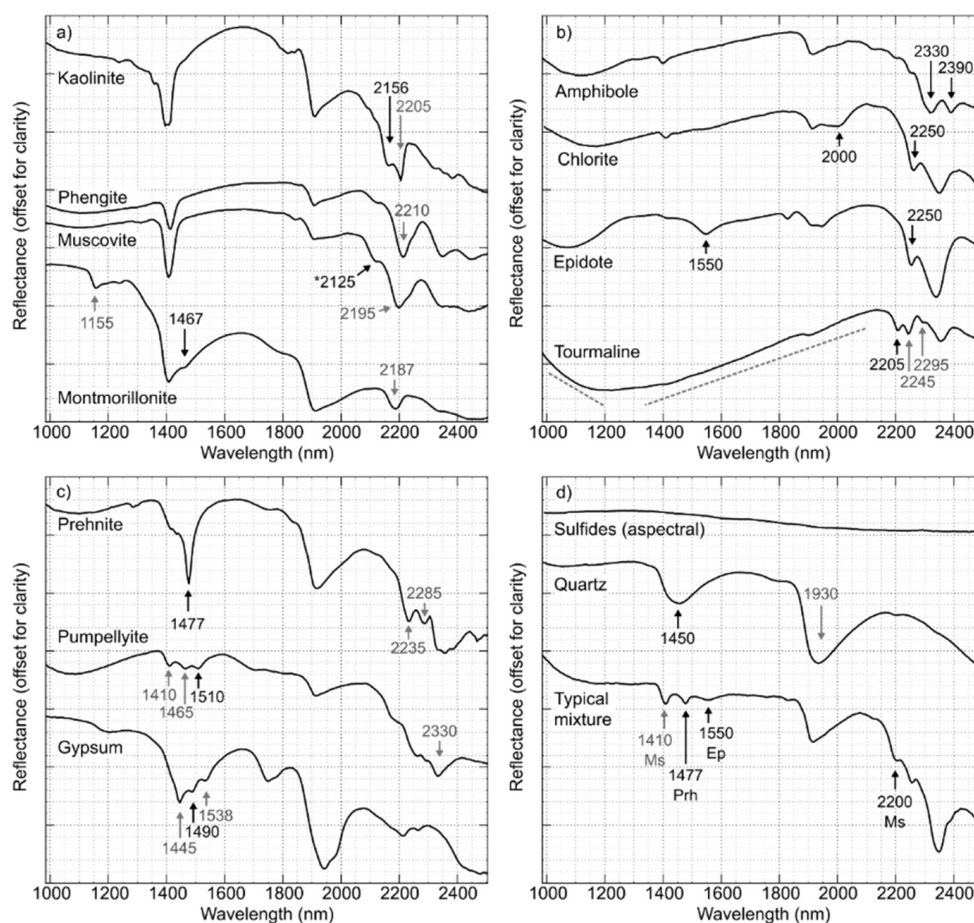 a)
Kaolinite
2156
2205
Phengite
Muscovite
2210
*2125
1155
1467
2195
2187
Montmorillonite
Reflectance (offset for clarity)
1000 1200 1400 1600 1800 2000 2200 2400
Wavelength (nm)
b)
2330
2390
Amphibole
Chlorite
2250
2000
2250
Epidote
1550
Tourmaline
2205
2245
2295
Reflectance (offset for clarity)
1000 1200 1400 1600 1800 2000 2200 2400
Wavelength (nm)
c)
Prehnite
1477
2285
2235
Pumpellyite
1410
1465
1510
2330
Gypsum
1538
1490
1445
Reflectance (offset for clarity)
1000 1200 1400 1600 1800 2000 2200 2400
Wavelength (nm)
d)
Sulfides (aspectral)
Quartz
1930
1450
Typical
mixture
1410
Ms
1477
Prh
1550
Ep
2200
Ms
Reflectance (offset for clarity)
1000 1200 1400 1600 1800 2000 2200 2400
Wavelength (nm)